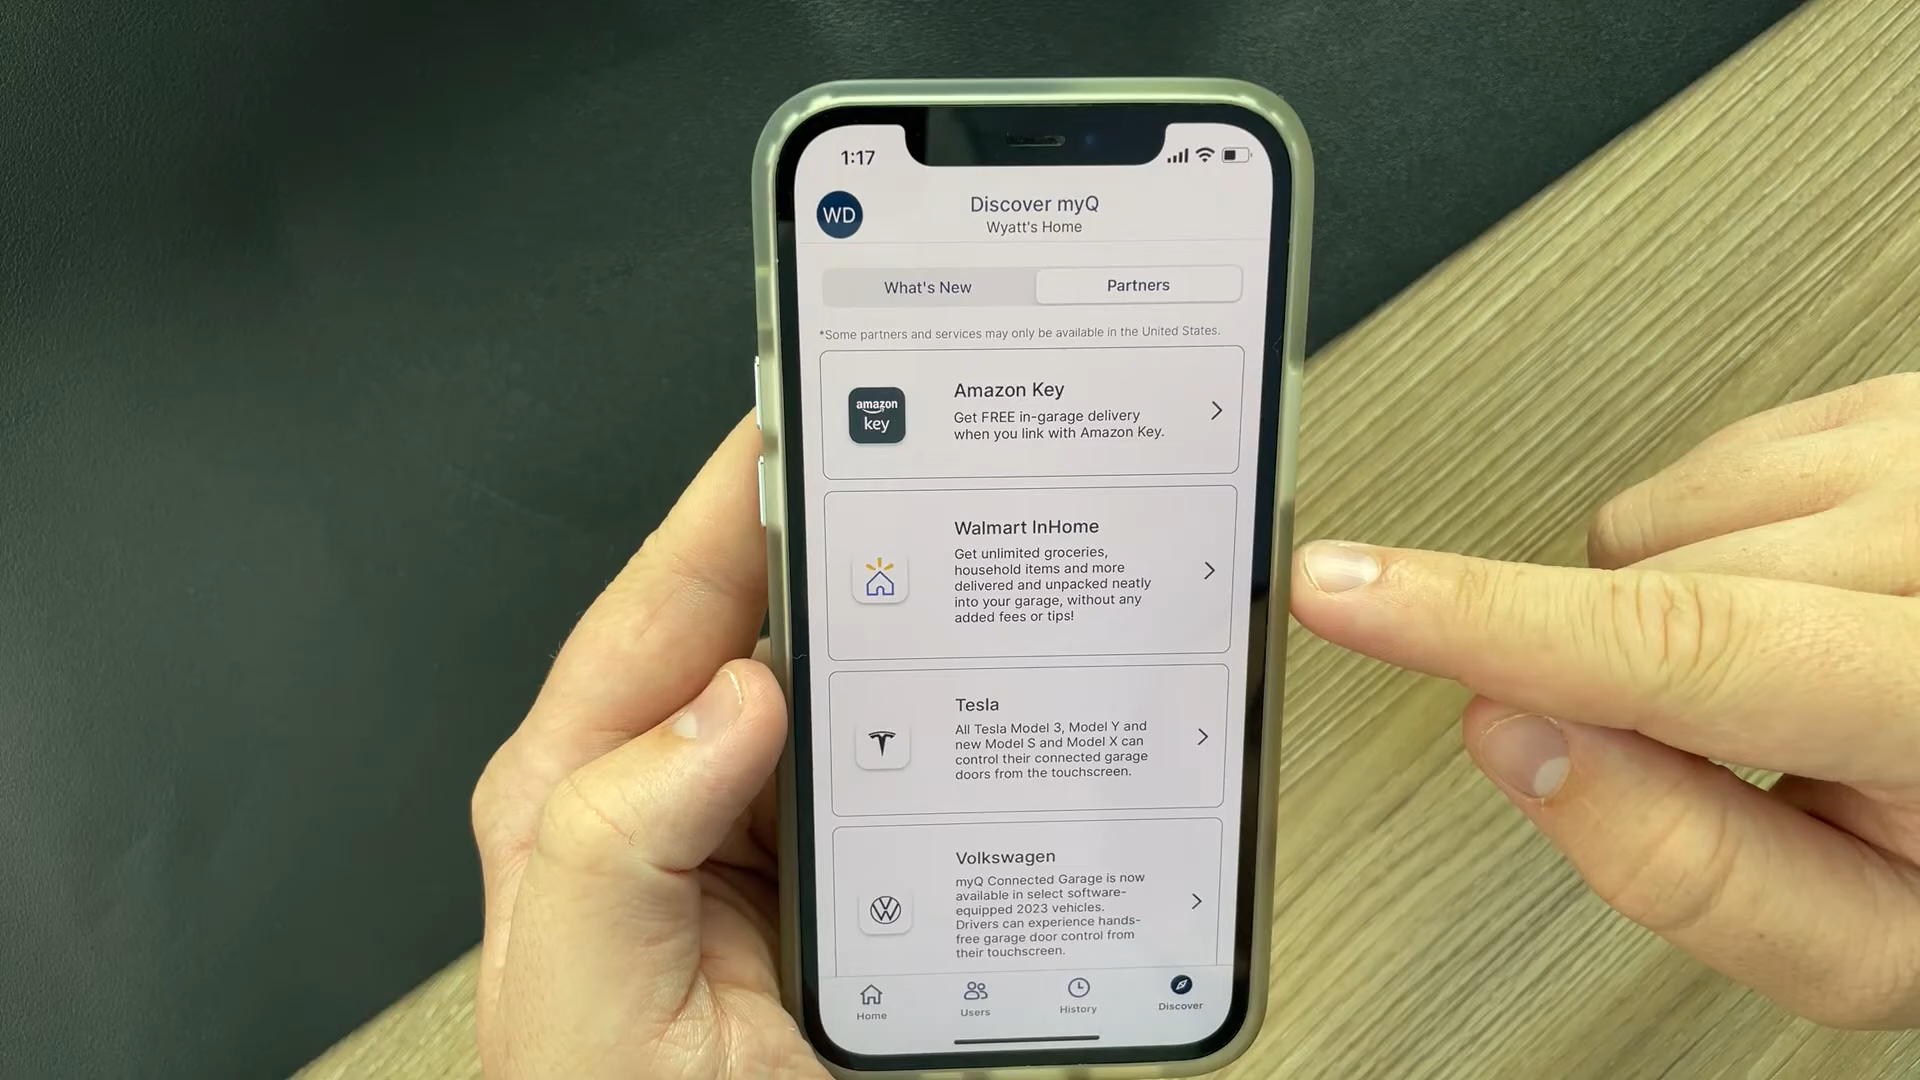 1:17
WD
Discover myQ
Wyatt's Home
What's New
Partners
*Some partners and services may only be available in the United States.
amazon
key
Amazon Key
Get FREE in-garage delivery
when you link with Amazon Key.
Walmart InHome
Get unlimited groceries,
household items and more
delivered and unpacked neatly
into your garage, without any
added fees or tips!
Tesla
All Tesla Model 3, Model Y and
new Model S and Model X can
control their connected garage
doors from the touchscreen.
Volkswagen
myQ Connected Garage is now
available in select software-
equipped 2023 vehicles.
Drivers can experience hands-
free garage door control from
their touchscreen.
Home
Users
History
Discover